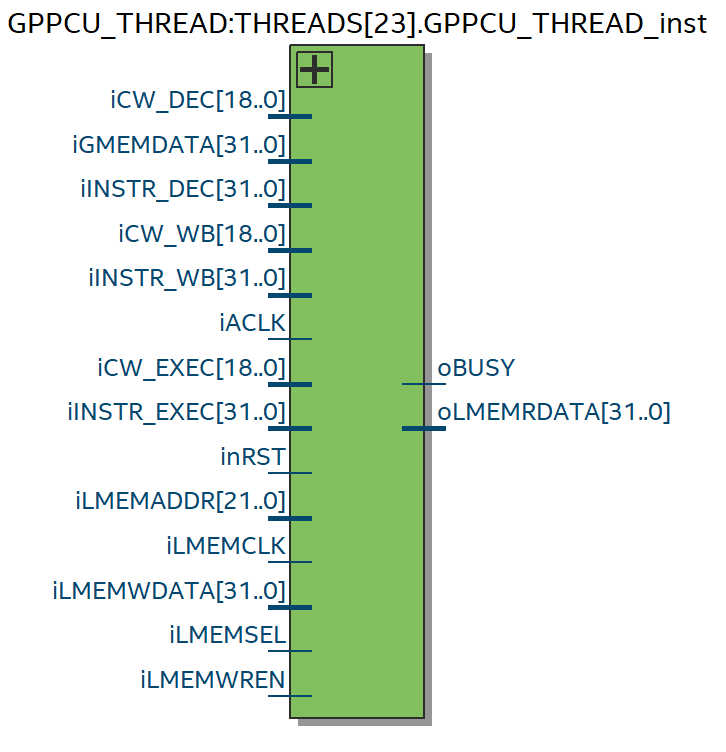 GPPCU_THREAD:THREADS[23].GPPCU_THREAD_inst
iCW_DEC[18..0]
iGMEMDATA[31..0]
iINSTR_DEC[31..0]
iCW_WB[18..0]
iINSTR_WB[31..0]
iACLK
iCW_EXEC[18..0]
oBUSY
iINSTR_EXEC[31..0]
oLMEMRDATA[31..0]
inRST
iLMEMADDR[21..0]
iLMEMCLK
iLMEMWDATA[31..0]
iLMEMSEL
iLMEMWREN